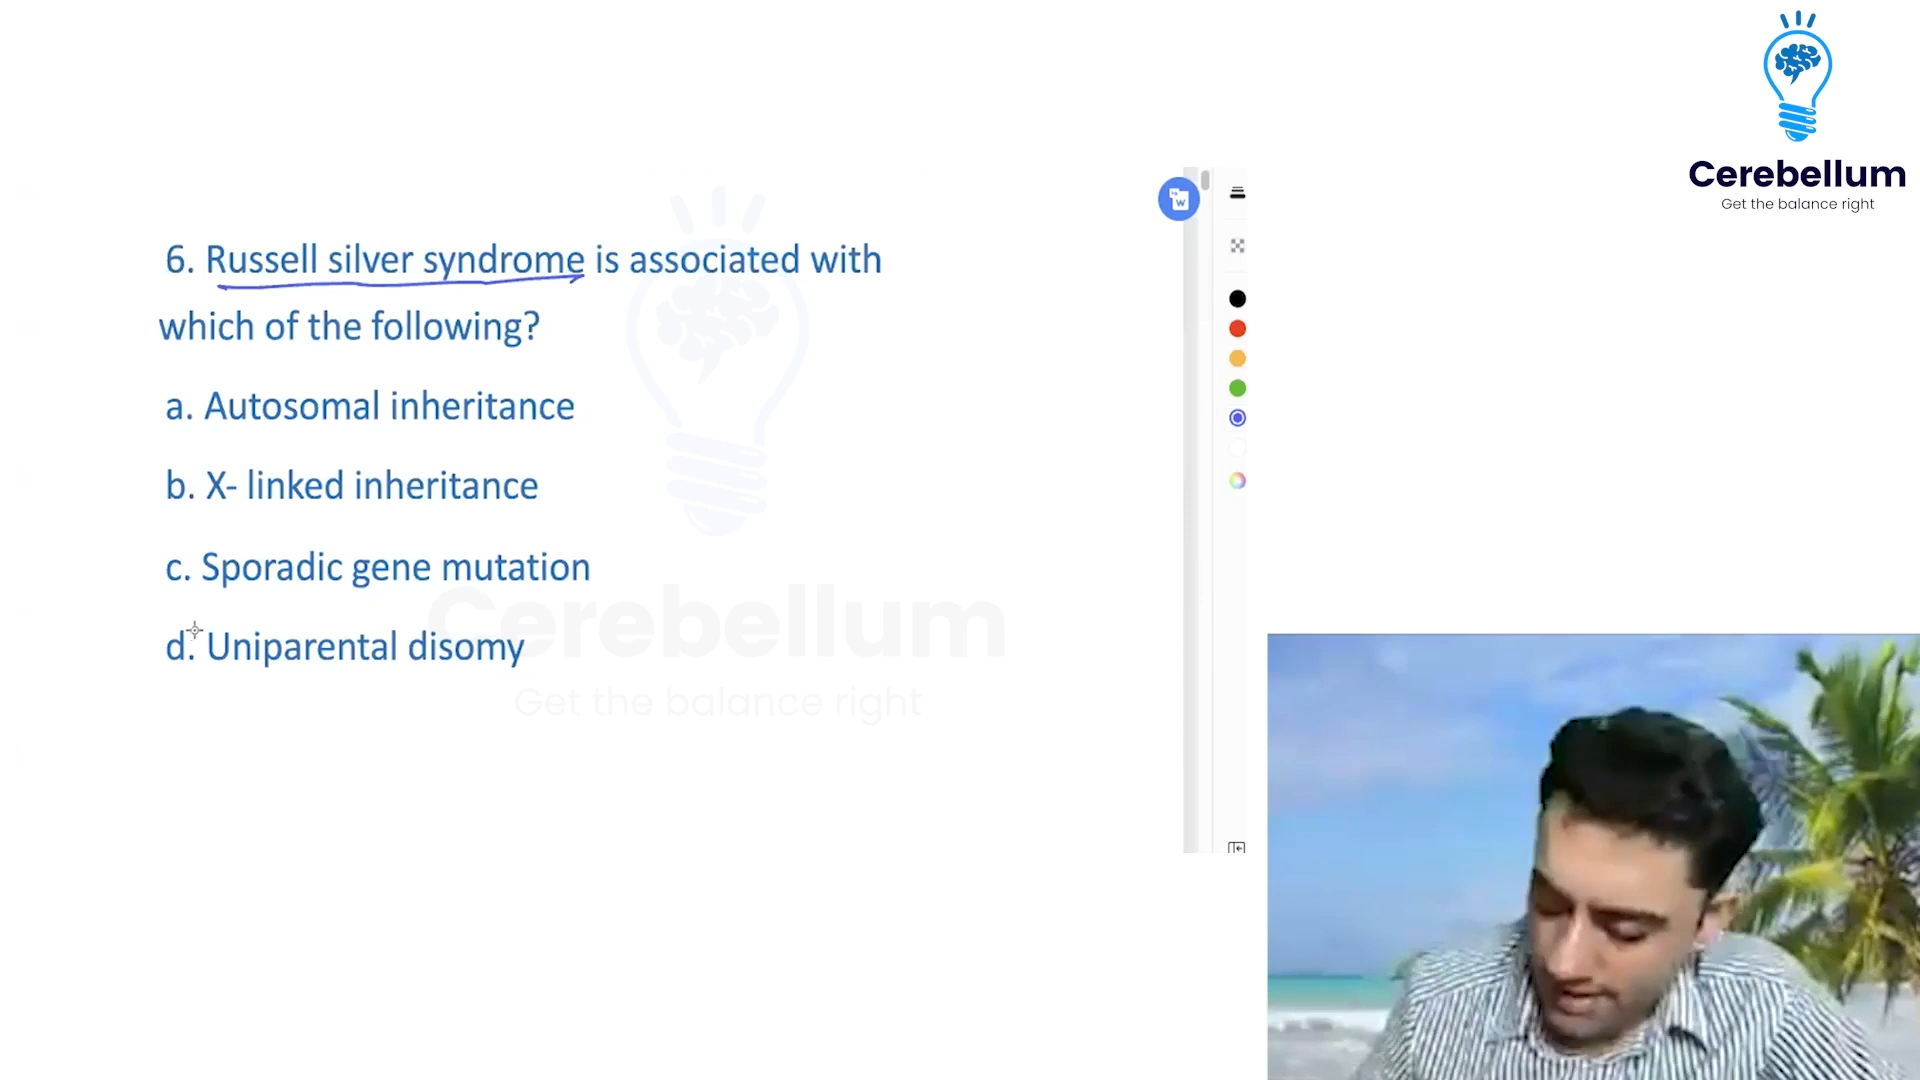 Cerebellum
Get the balance right
W
6. Russell silver syndrome is associated with
which of the following?
a. Autosomal inheritance
b. X- linked inheritance
c. Sporadic gene mutation
d. Uniparental disomy
Cerebellum
Get the balance right